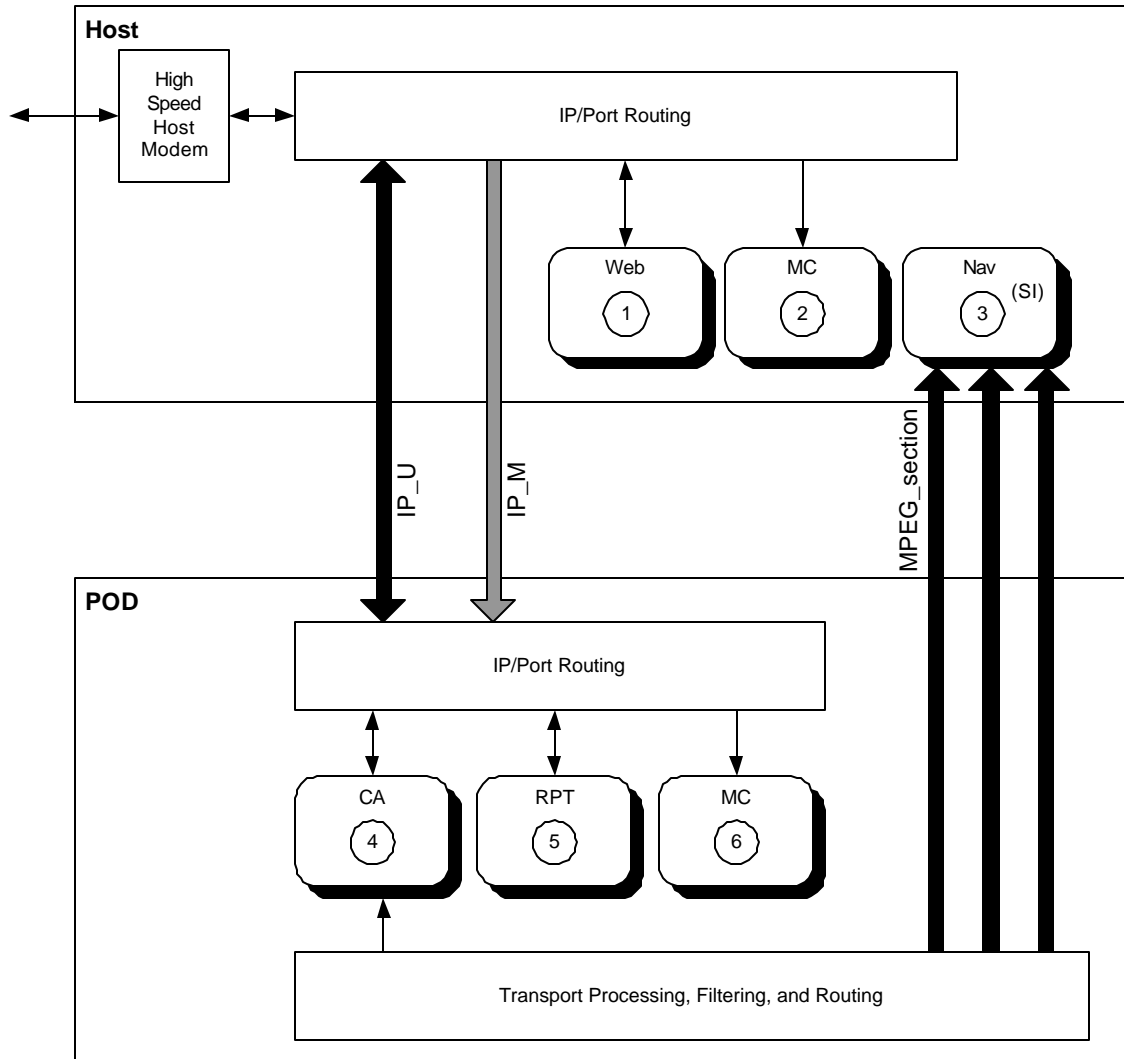 Host
High
Speed
Host
Modem
IP/Port Routing
Web
1
MC
2
Nav
(SI)
3
IP_U
IP_M
MPEG_section
POD
IP/Port Routing
CA
4
RPT
5
MC
6
Transport Processing, Filtering, and Routing